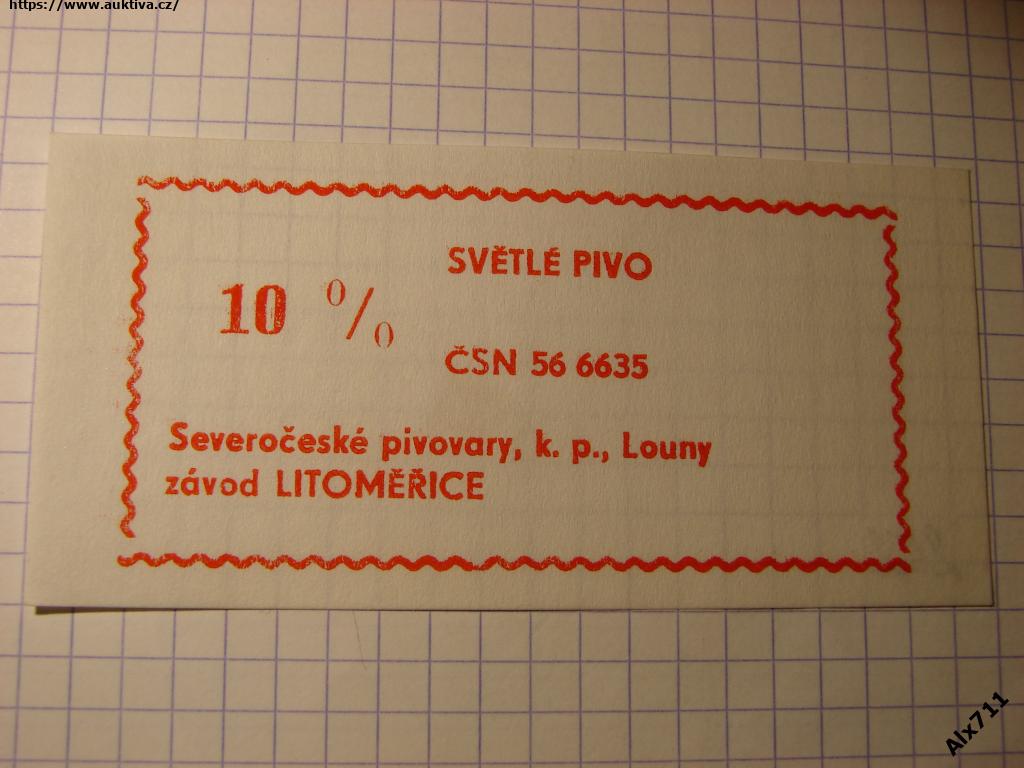 https://www.auktiva.cz/
SVĚTLÉ PIVO
10 %
ČSN 56 6635
Severočeské pivovary, k. p., Louny
závod LITOMĚŘICE
Alx711